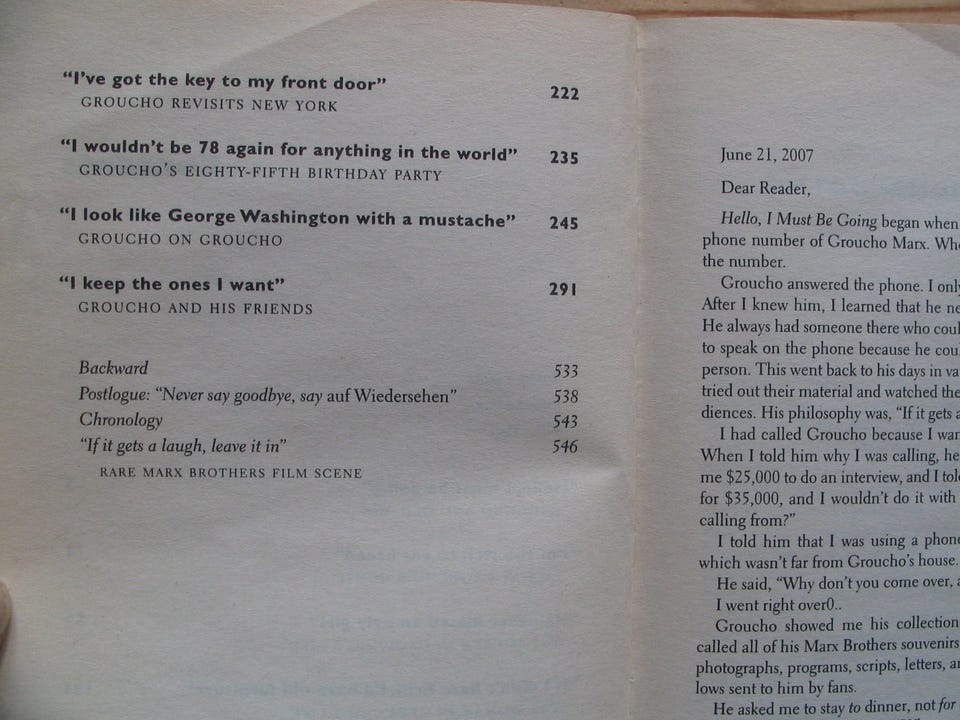 “I’ve got the key to my front door” 222
GROUCHO REVISITS NEW YORK
“I wouldn’t be 78 again for anything in the world” 235
GROUCHO’S EIGHTY-FIFTH BIRTHDAY PARTY
“I look like George Washington with a mustache” 245
GROUCHO ON GROUCHO
“I keep the ones I want” 291
GROUCHO AND HIS FRIENDS
Backward 533
Postlogue: “Never say goodbye, say auf Wiedersehen” 538
Chronology 543
“If it gets a laugh, leave it in” 546
RARE MARX BROTHERS FILM SCENE
June 21, 2007
Dear Reader,
Hello, I Must Be Going began when
phone number of Groucho Marx.
the number.
Groucho answered the phone. I
After I knew him, I learned that he
He always had someone there who
to speak on the phone because he
person. This went back to his days in
tried out their material and watched
diences. His philosophy was, “If it gets
I had called Groucho because I
When I told him why I was calling, he
me $25,000 to do an interview, and I
for $35,000, and I wouldn’t do it with
calling from?”
I told him that I was using a
which wasn’t far from Groucho’s house.
He said, “Why don’t you come over,
I went right over0..
Groucho showed me his collection
called all of his Marx Brothers souvenirs
photographs, programs, scripts, letters,
lows sent to him by fans.
He asked me to stay to dinner, not for